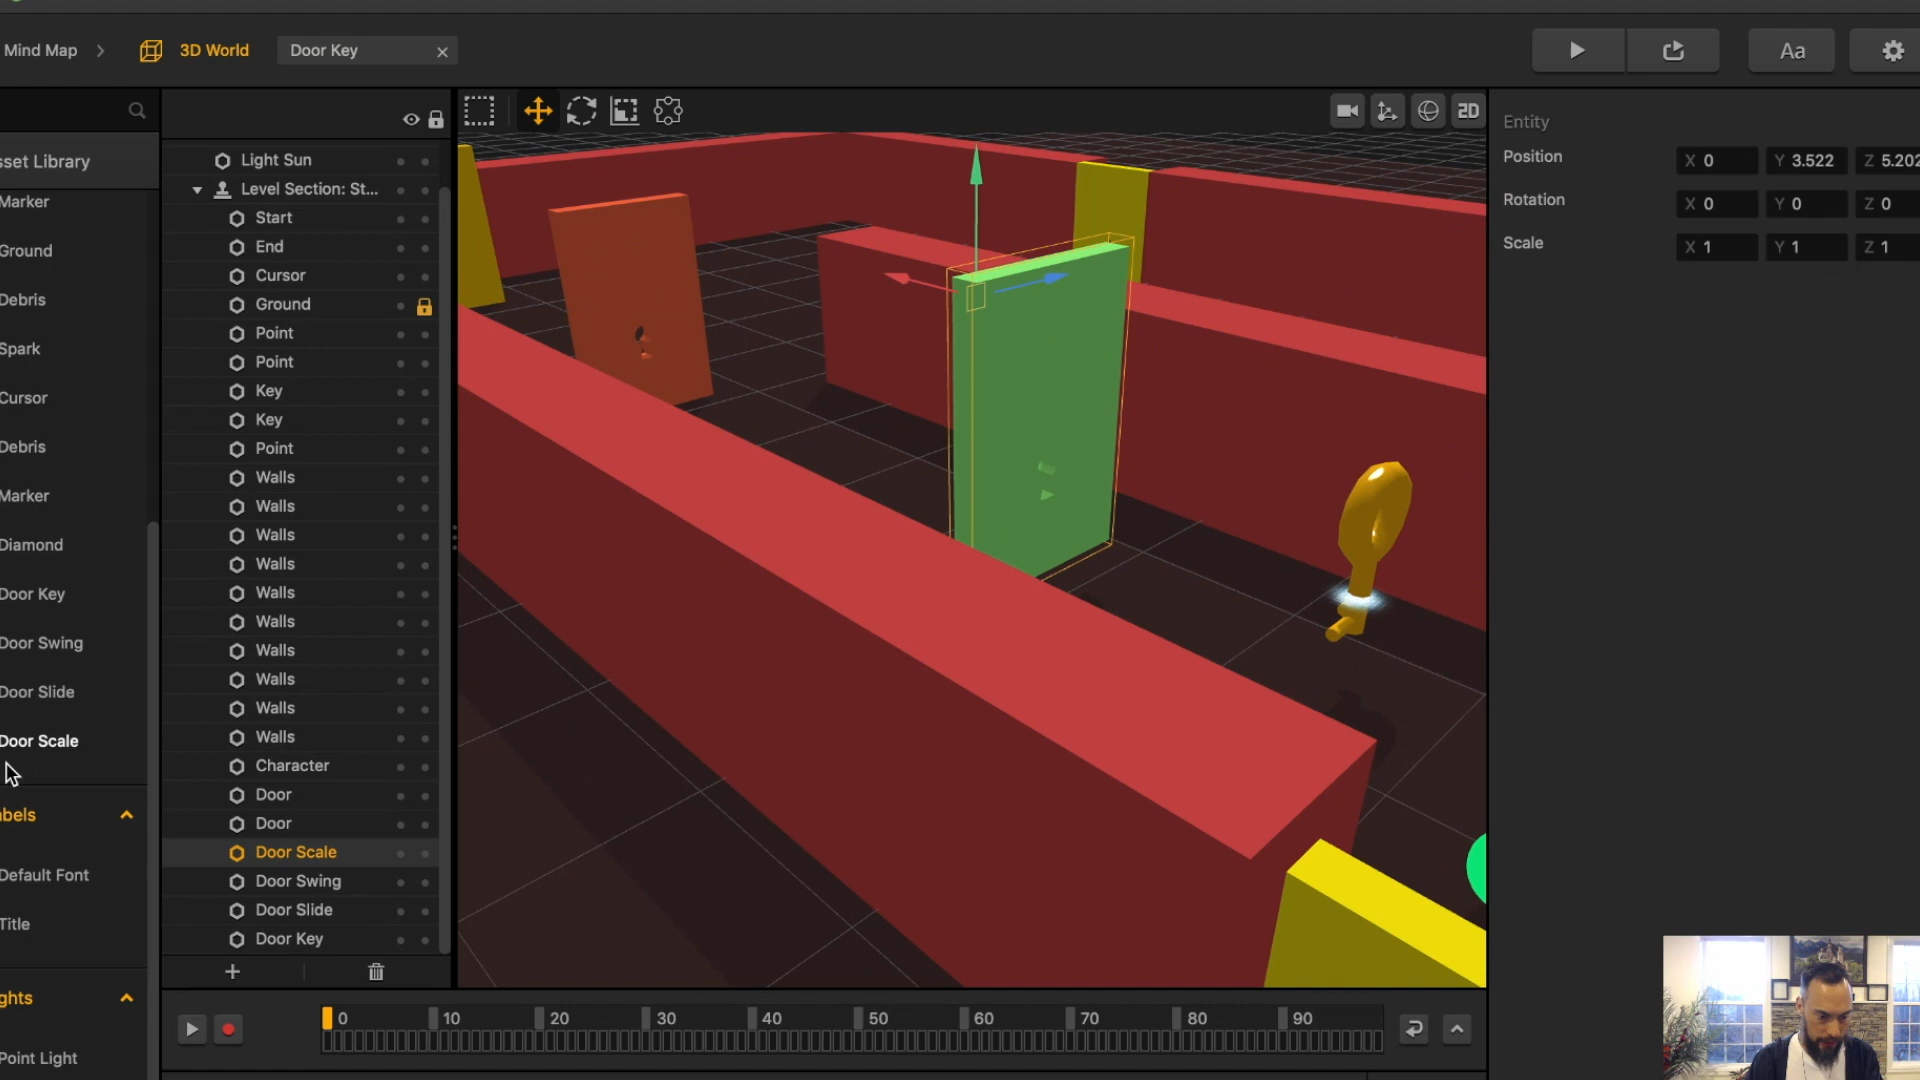 Mind Map
3D World
Door Key
Aa
sset Library
Marker
Ground
Debris
Spark
Cursor
Debris
Marker
Diamond
Door Key
Door Swing
Door Slide
Door Scale
abels
Default Font
Title
ghts
Point Light
Light Sun
Level Section: St...
Start
End
Cursor
Ground
Point
Point
Key
Key
Point
Walls
Walls
Walls
Walls
Walls
Walls
Walls
Walls
Walls
Walls
Character
Door
Door
Door Scale
Door Swing
Door Slide
Door Key
2D
Entity
Position X 0 Y 3.522 Z 5.202
Rotation X 0 Y 0 Z 0
Scale X 1 Y 1 Z 1
0 10 20 30 40 50 60 70 80 90